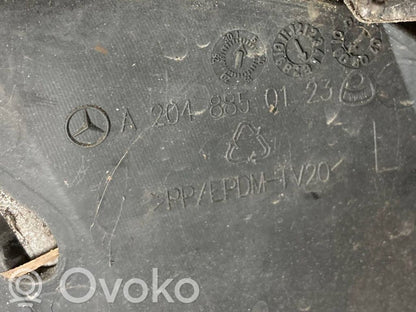 A 204 885 01 23
>PP/EPDM-TV20<
L
Ovoko